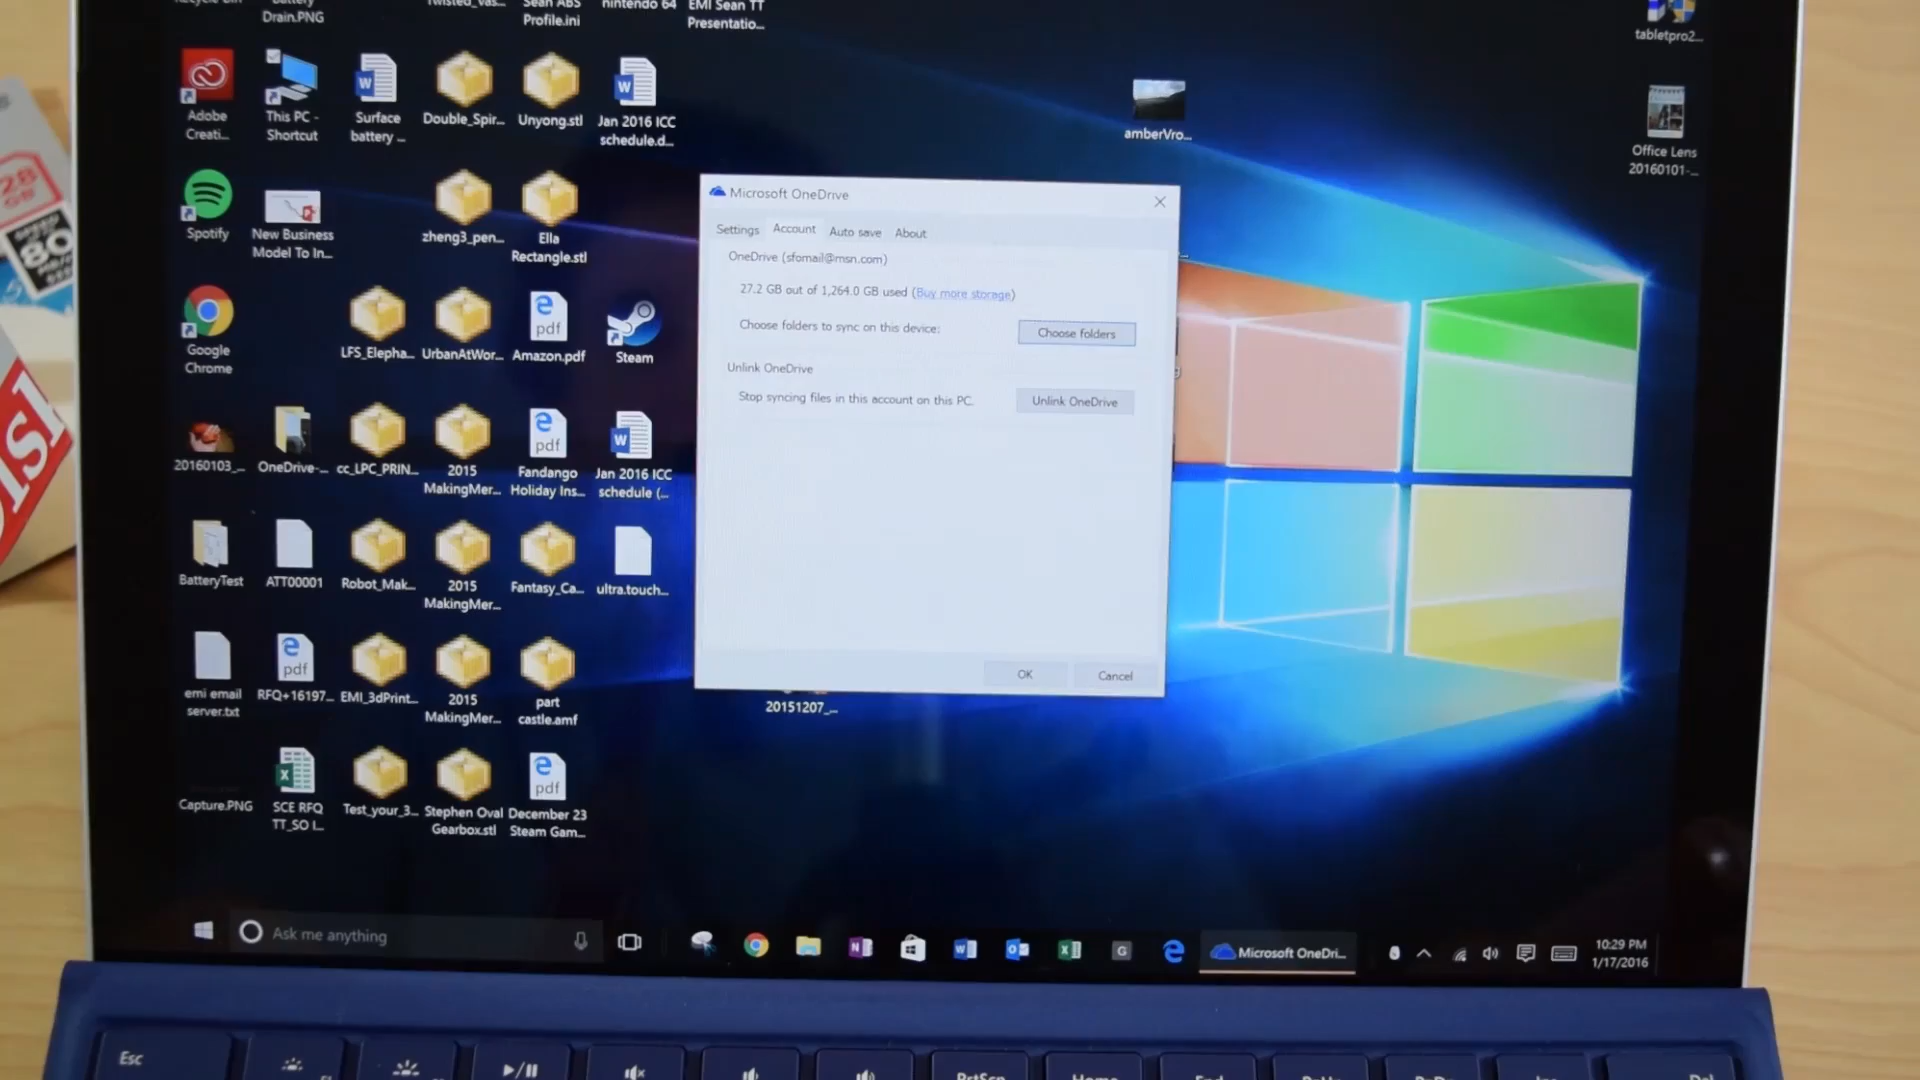 Drain.PNG
Profile.ini
nintendo 64
EMI Sean TT
Presentatio...
tabletpro2...
Adobe
Creati...
This PC -
Shortcut
Surface
battery ...
Double_Spir...
Unyong.stl
Jan 2016 ICC
schedule.d...
amberVro...
Office Lens
20160101-...
Spotify
New Business
Model To In...
zheng3_pen...
Ella
Rectangle.stl
Google
Chrome
LFS_Elepha...
UrbanAtWor...
pdf
Amazon.pdf
Steam
20160103_...
OneDrive-...
cc_LPC_PRIN...
2015
MakingMer...
pdf
Fandango
Holiday Ins...
Jan 2016 ICC
schedule (...
BatteryTest
ATT00001
Robot_Mak...
2015
MakingMer...
Fantasy_Ca...
ultra.touch...
emi email
server.txt
pdf
RFQ+16197...
EMI_3dPrint...
2015
MakingMer...
part
castle.amf
Capture.PNG
SCE RFQ
TT_SO I...
Test_your_3...
Stephen Oval
Gearbox.stl
pdf
December 23
Steam Gam...
20151207_...
Microsoft OneDrive
Settings Account Auto save About
OneDrive (sfomail@msn.com)
27.2 GB out of 1,264.0 GB used (Buy more storage)
Choose folders to sync on this device:
Choose folders
Unlink OneDrive
Stop syncing files in this account on this PC.
Unlink OneDrive
OK
Cancel
Ask me anything
Microsoft OneDri...
10:29 PM
1/17/2016
80
Esc
PrtScn
Home
End